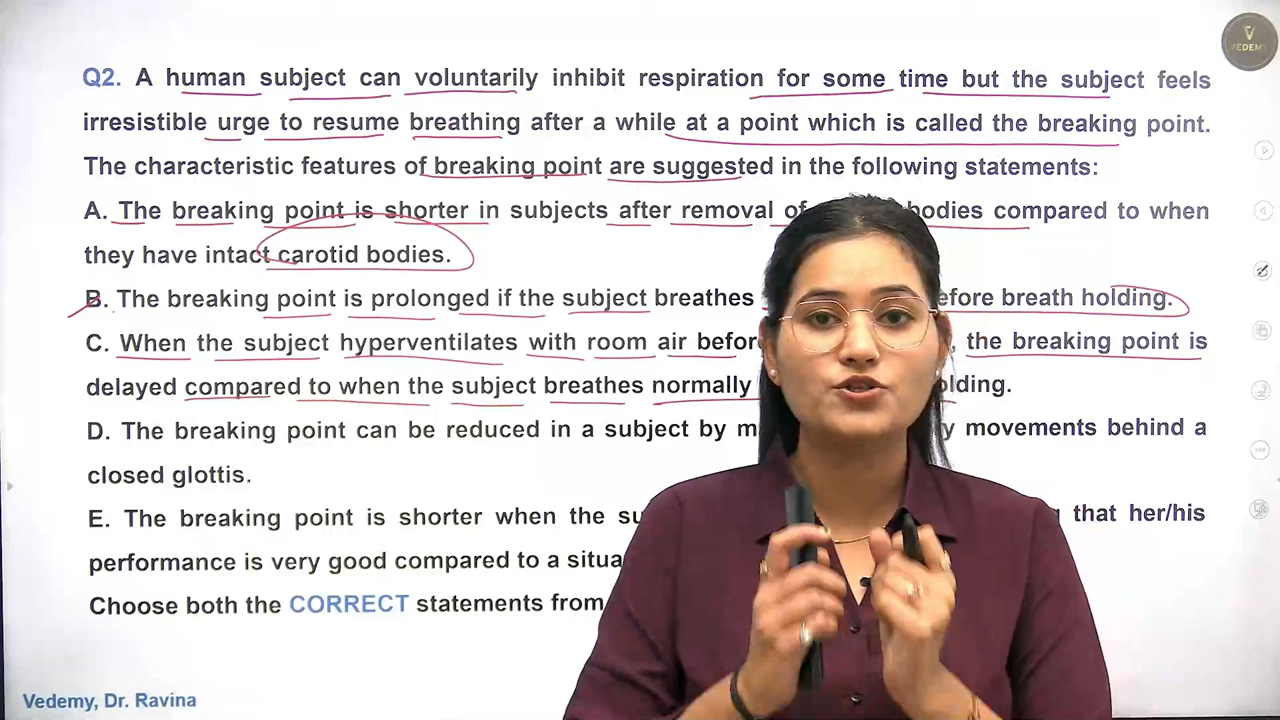 VEDEMY
Q2. A human subject can voluntarily inhibit respiration for some time but the subject feels
irresistible urge to resume breathing after a while at a point which is called the breaking point.
The characteristic features of breaking point are suggested in the following statements:
A. The breaking point is shorter in subjects after removal of bodies compared to when
they have intact carotid bodies.
B. The breaking point is prolonged if the subject breathes efore breath holding.
C. When the subject hyperventilates with room air befor , the breaking point is
delayed compared to when the subject breathes normally olding.
D. The breaking point can be reduced in a subject by m y movements behind a
closed glottis.
E. The breaking point is shorter when the su that her/his
performance is very good compared to a situa
Choose both the CORRECT statements from
Vedemy, Dr. Ravina